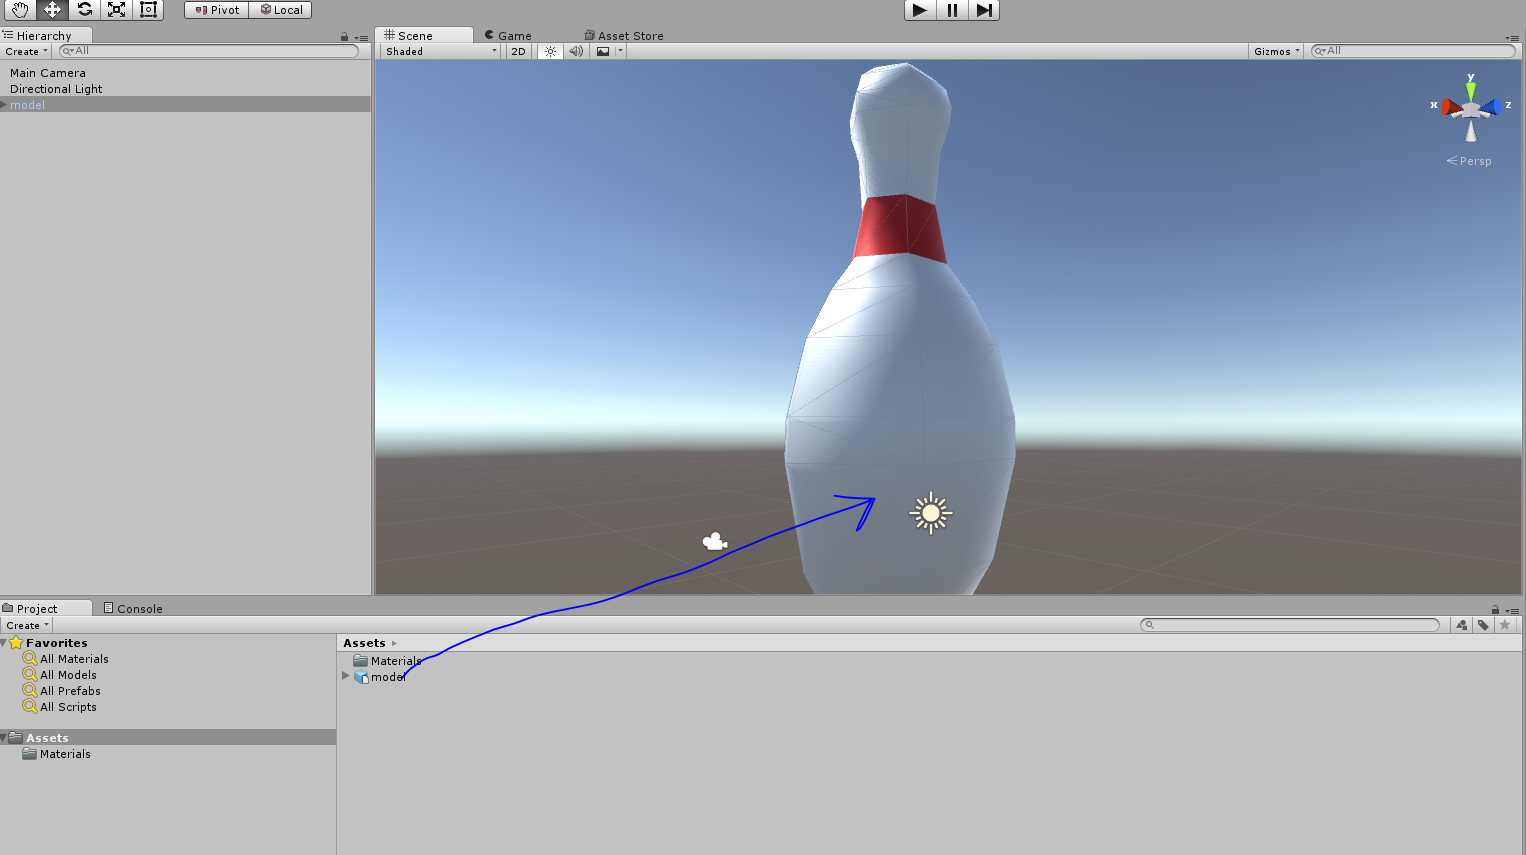 Pivot Local
Hierarchy
Create All
Main Camera
Directional Light
model
Scene Game Asset Store
Shaded 2D Gizmos All
y
x z
Persp
Project Console
Create
Favorites
All Materials
All Models
All Prefabs
All Scripts
Assets
Materials
Assets
Materials
model